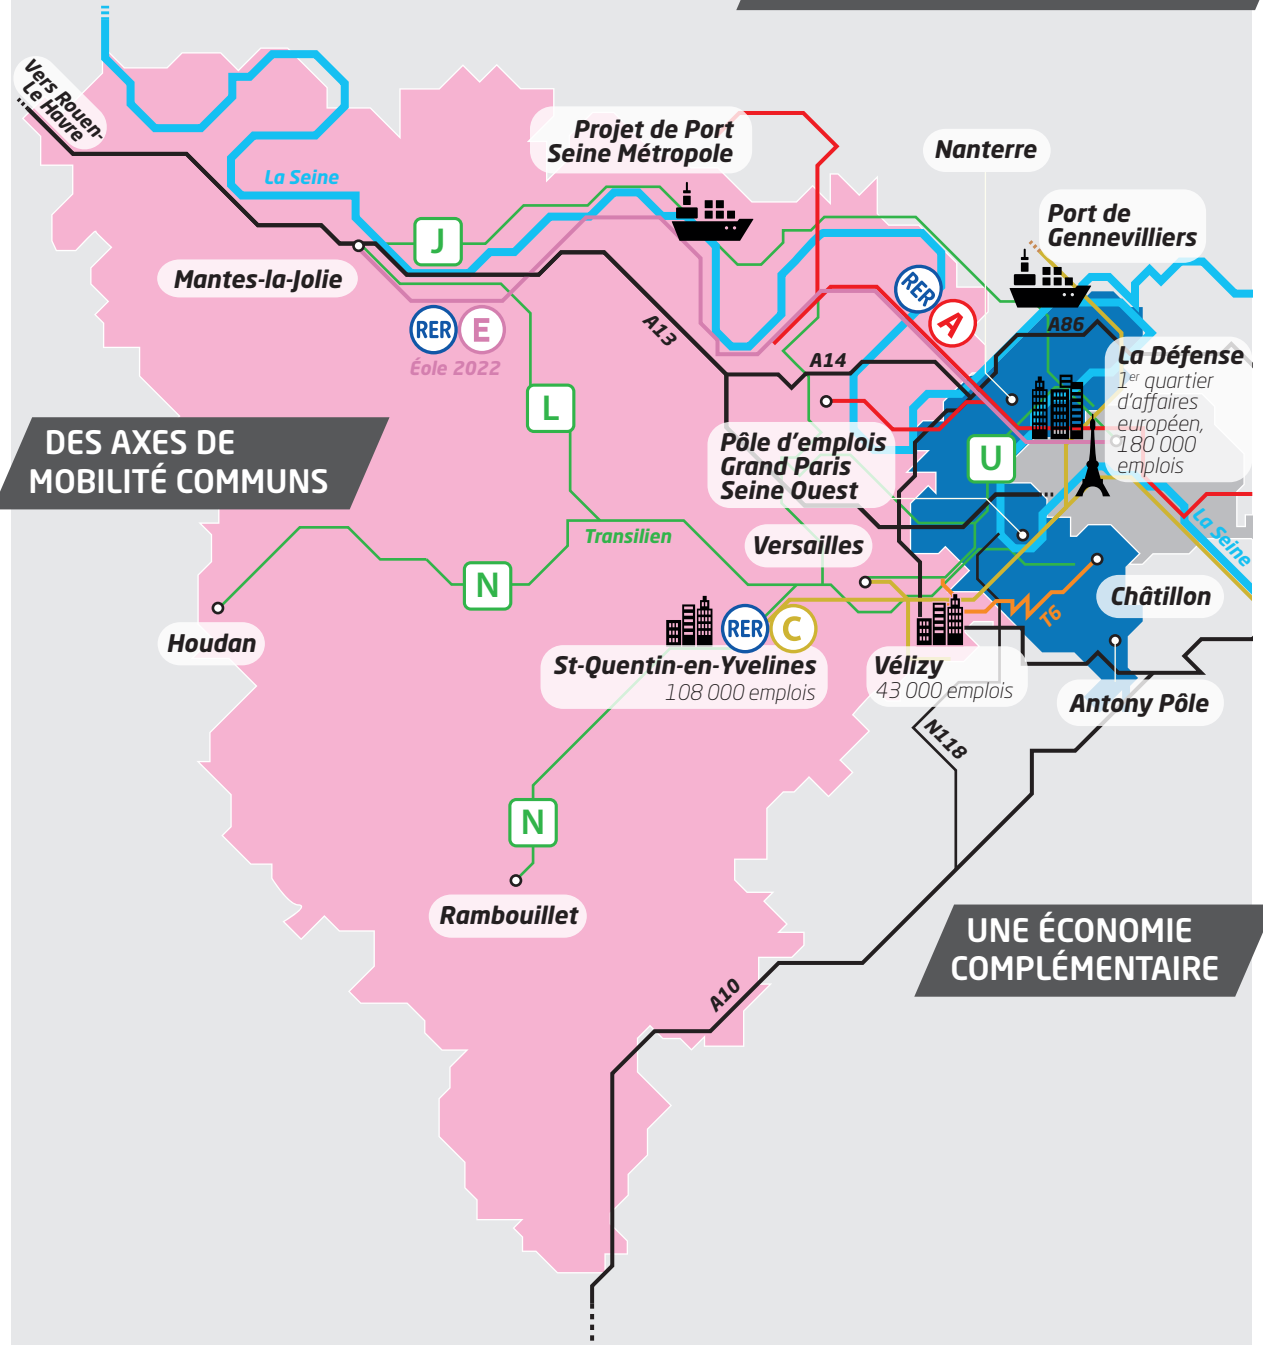 Vers Rouen-
Le Havre
La Seine
Projet de Port
Seine Métropole
Nanterre
Port de
Gennevilliers
J
Mantes-la-Jolie
RER E
Éole 2022
A13
RER A
A86
A14
La Défense
1er quartier
d'affaires
européen,
180 000
emplois
L
DES AXES DE
MOBILITÉ COMMUNS
Pôle d'emplois
Grand Paris
Seine Ouest
U
La Seine
Transilien
Versailles
N
Châtillon
T6
Houdan
RER C
St-Quentin-en-Yvelines
108 000 emplois
Vélizy
43 000 emplois
Antony Pôle
N118
N
Rambouillet
UNE ÉCONOMIE
COMPLÉMENTAIRE
A10